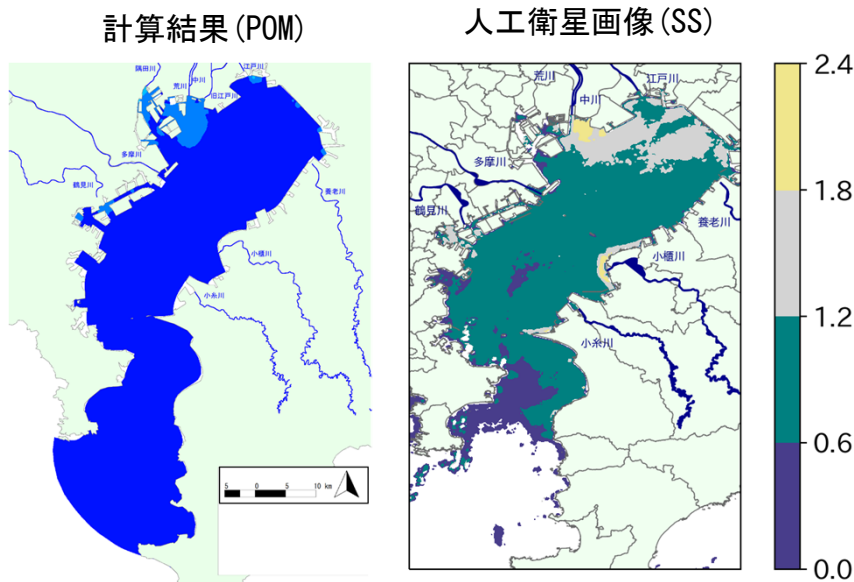 計算結果(POM)
人工衛星画像(SS)
隅田川
荒川
中川
旧江戸川
江戸川
多摩川
鶴見川
養老川
小櫃川
小糸川
5 0 5 10 km
荒川
中川
江戸川
多摩川
鶴見川
養老川
小櫃川
小糸川
2.4
1.8
1.2
0.6
0.0